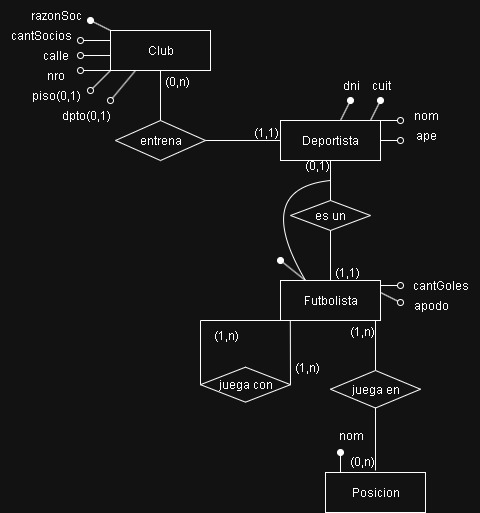 razonSoc
cantSocios
calle
nro
piso(0,1)
dpto(0,1)
Club
(0,n)
entrena
(1,1)
dni
cuit
nom
ape
Deportista
(0,1)
es un
(1,1)
Futbolista
cantGoles
apodo
(1,n)
(1,n)
juega con
(1,n)
juega en
nom
(0,n)
Posicion